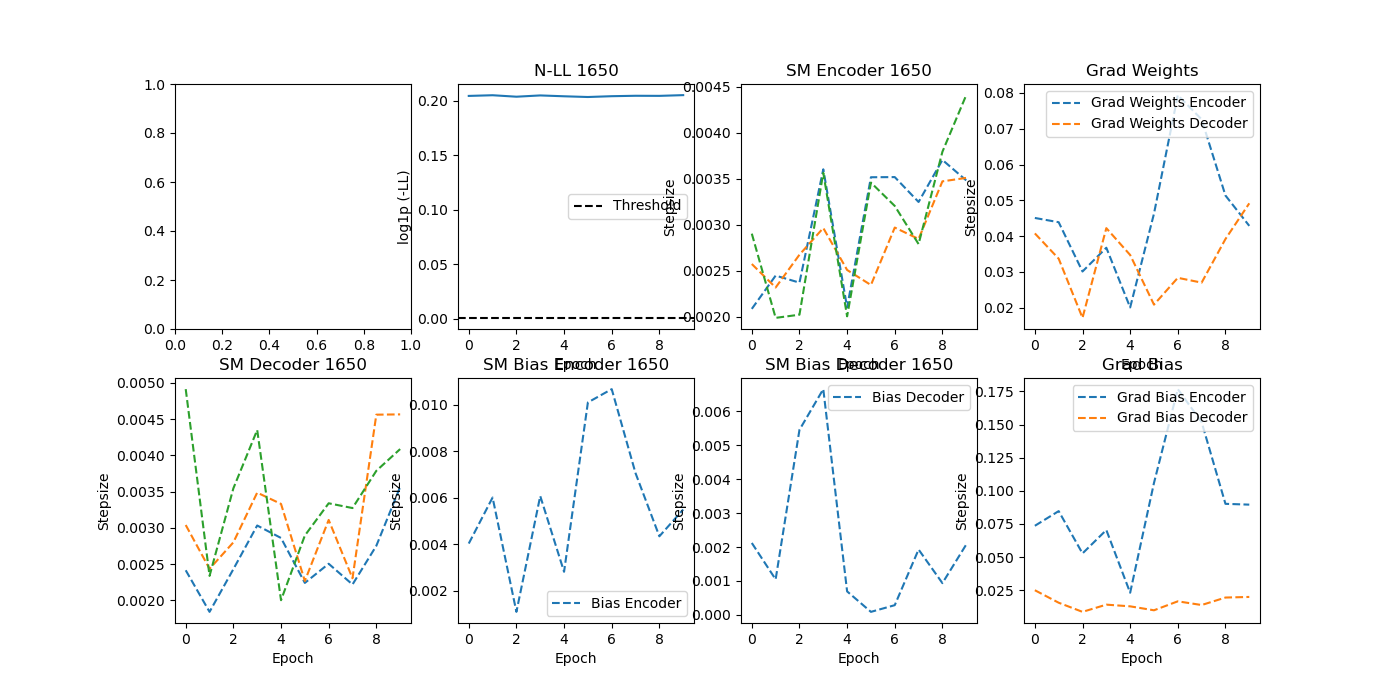 N-LL 1650
SM Encoder 1650
Grad Weights
1.0
0.8
0.6
0.4
0.2
0.0
0.0 0.2 0.4 0.6 0.8 1.0
log1p (-LL)
0.20
0.15
0.10
0.05
0.00
Threshold
0 2 4 6 8
Epoch
Stepsize
0.0045
0.0040
0.0035
0.0030
0.0025
0.0020
0 2 4 6 8
Epoch
Stepsize
0.08
0.07
0.06
0.05
0.04
0.03
0.02
Grad Weights Encoder
Grad Weights Decoder
0 2 4 6 8
Epoch
SM Decoder 1650
SM Bias Encoder 1650
SM Bias Decoder 1650
Grad Bias
Stepsize
0.0050
0.0045
0.0040
0.0035
0.0030
0.0025
0.0020
0 2 4 6 8
Epoch
Stepsize
0.010
0.008
0.006
0.004
0.002
Bias Encoder
0 2 4 6 8
Epoch
Stepsize
0.006
0.005
0.004
0.003
0.002
0.001
0.000
Bias Decoder
0 2 4 6 8
Epoch
Stepsize
0.175
0.150
0.125
0.100
0.075
0.050
0.025
Grad Bias Encoder
Grad Bias Decoder
0 2 4 6 8
Epoch